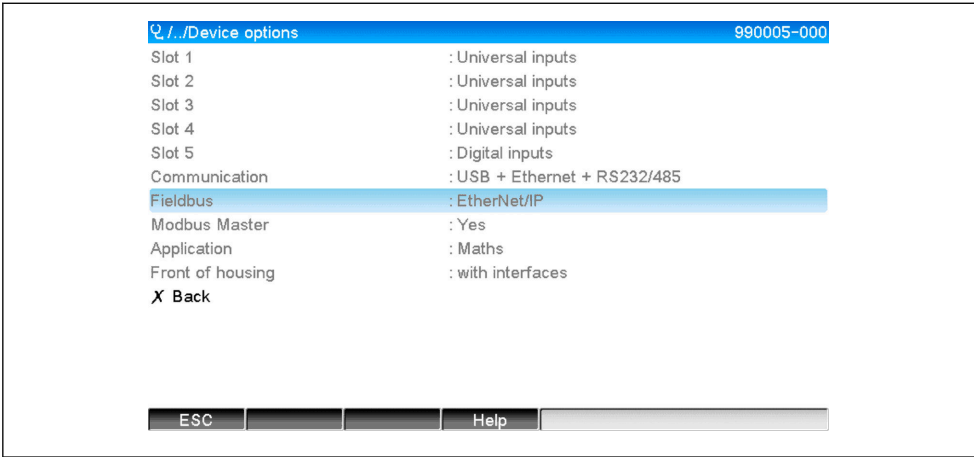 /../Device options 990005-000
Slot 1 : Universal inputs
Slot 2 : Universal inputs
Slot 3 : Universal inputs
Slot 4 : Universal inputs
Slot 5 : Digital inputs
Communication : USB + Ethernet + RS232/485
Fieldbus : EtherNet/IP
Modbus Master : Yes
Application : Maths
Front of housing : with interfaces
X Back
ESC Help